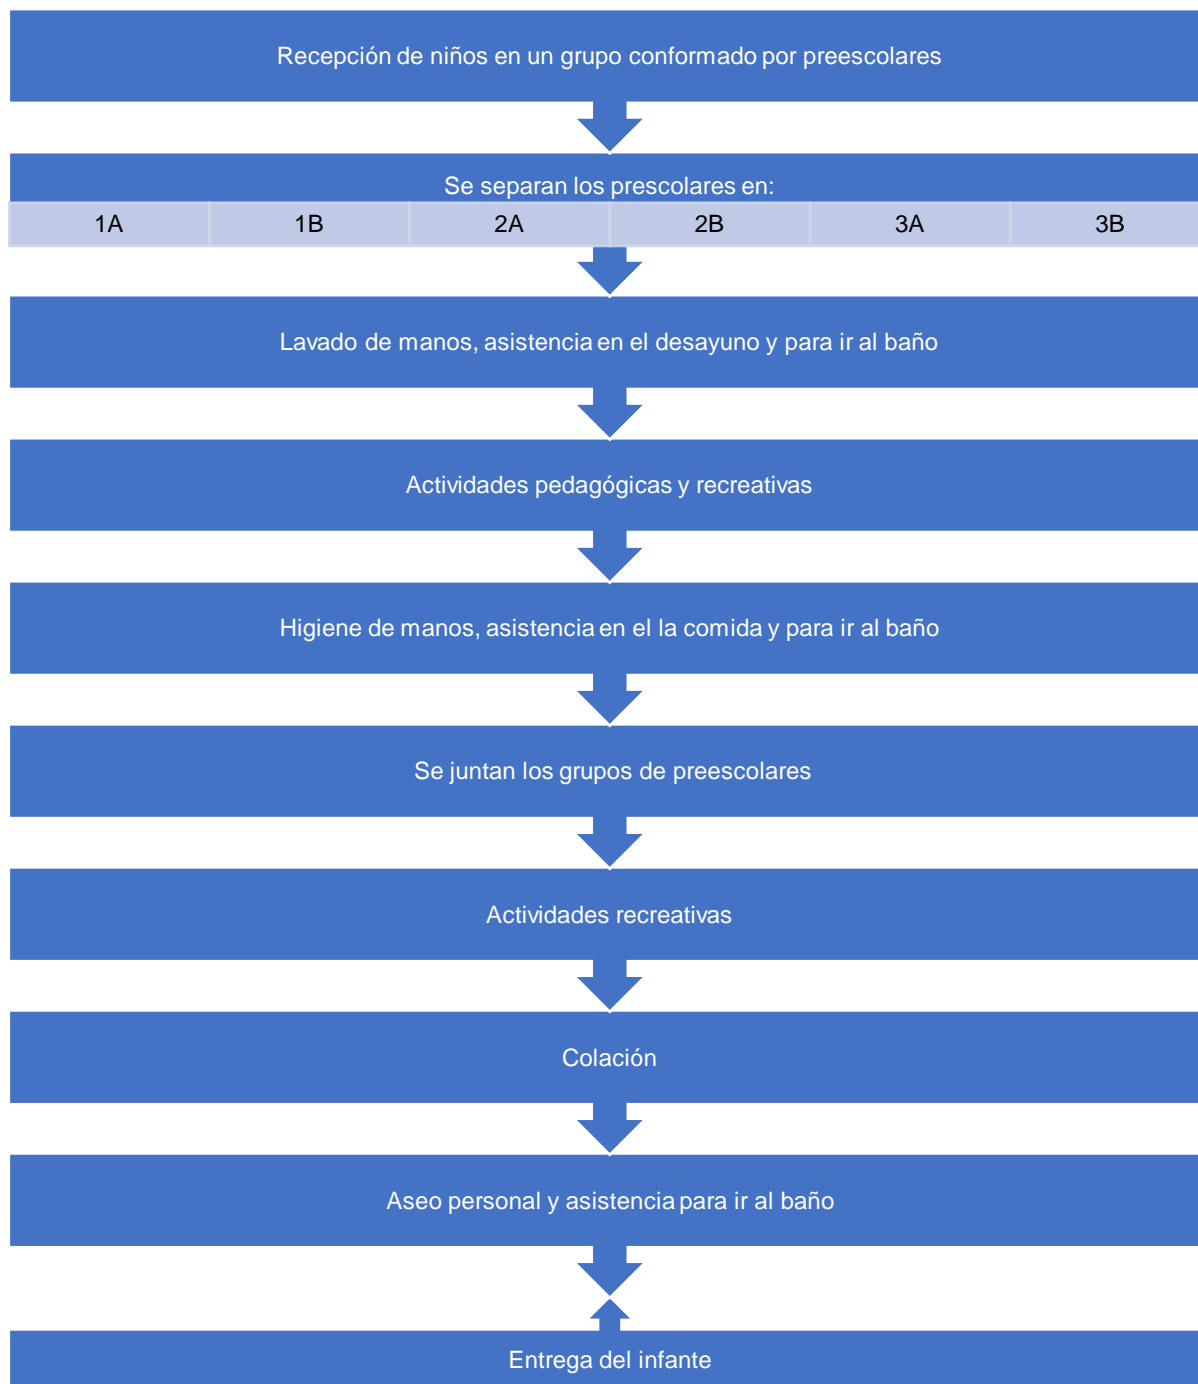 Recepción de niños en un grupo conformado por preescolares
Se separan los prescolares en:
1A 1B 2A 2B 3A 3B
Lavado de manos, asistencia en el desayuno y para ir al baño
Actividades pedagógicas y recreativas
Higiene de manos, asistencia en el la comida y para ir al baño
Se juntan los grupos de preescolares
Actividades recreativas
Colación
Aseo personal y asistencia para ir al baño
Entrega del infante